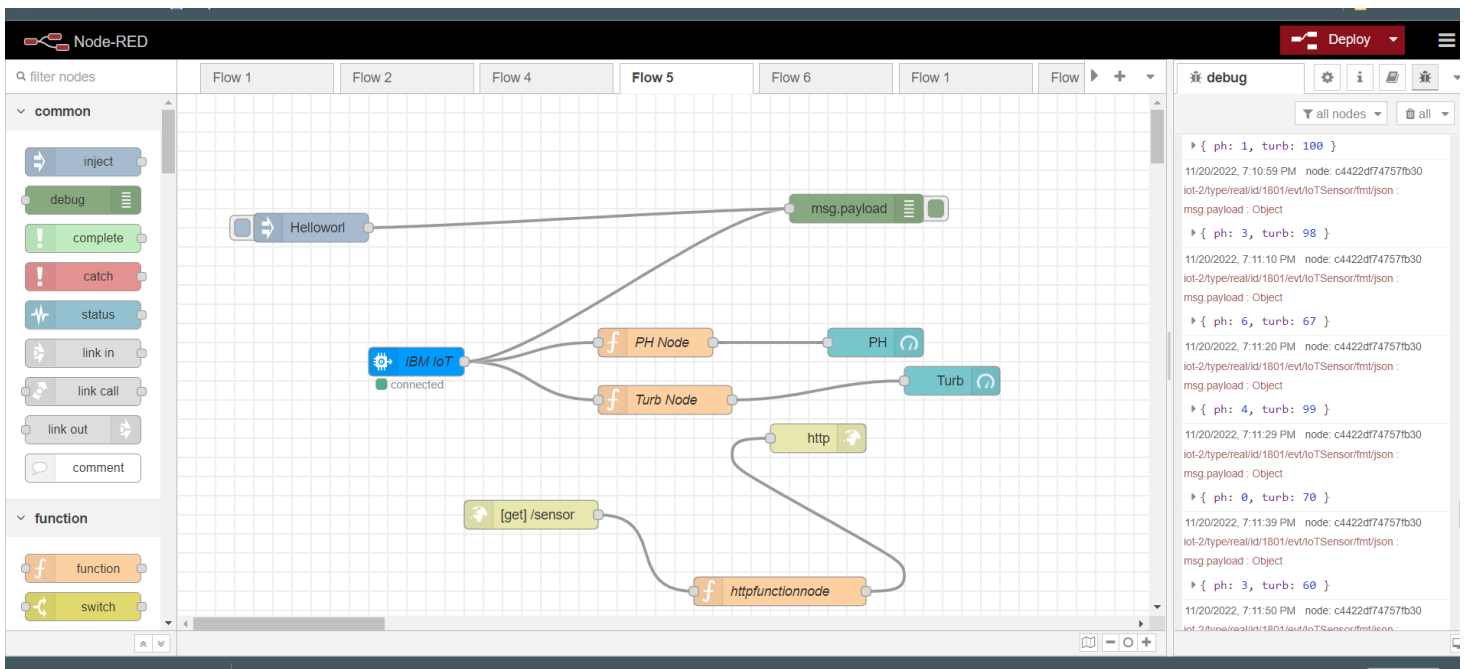 Node-RED
Deploy
filter nodes
Flow 1
Flow 2
Flow 4
Flow 5
Flow 6
Flow 1
Flow
debug
i
common
all nodes
all
inject
debug
complete
catch
status
link in
link call
link out
comment
function
function
switch
Helloworl
msg.payload
IBM IoT
connected
PH Node
PH
Turb Node
Turb
http
[get] /sensor
httpfunctionnode
{ ph: 1, turb: 100 }
11/20/2022, 7:10:59 PM node: c4422df74757fb30
iot-2/type/real/id/1801/evt/IoTSensor/fmt/json :
msg.payload : Object
{ ph: 3, turb: 98 }
11/20/2022, 7:11:10 PM node: c4422df74757fb30
iot-2/type/real/id/1801/evt/IoTSensor/fmt/json :
msg.payload : Object
{ ph: 6, turb: 67 }
11/20/2022, 7:11:20 PM node: c4422df74757fb30
iot-2/type/real/id/1801/evt/IoTSensor/fmt/json :
msg.payload : Object
{ ph: 4, turb: 99 }
11/20/2022, 7:11:29 PM node: c4422df74757fb30
iot-2/type/real/id/1801/evt/IoTSensor/fmt/json :
msg.payload : Object
{ ph: 0, turb: 70 }
11/20/2022, 7:11:39 PM node: c4422df74757fb30
iot-2/type/real/id/1801/evt/IoTSensor/fmt/json :
msg.payload : Object
{ ph: 3, turb: 60 }
11/20/2022, 7:11:50 PM node: c4422df74757fb30
iot-2/type/real/id/1801/evt/IoTSensor/fmt/json :